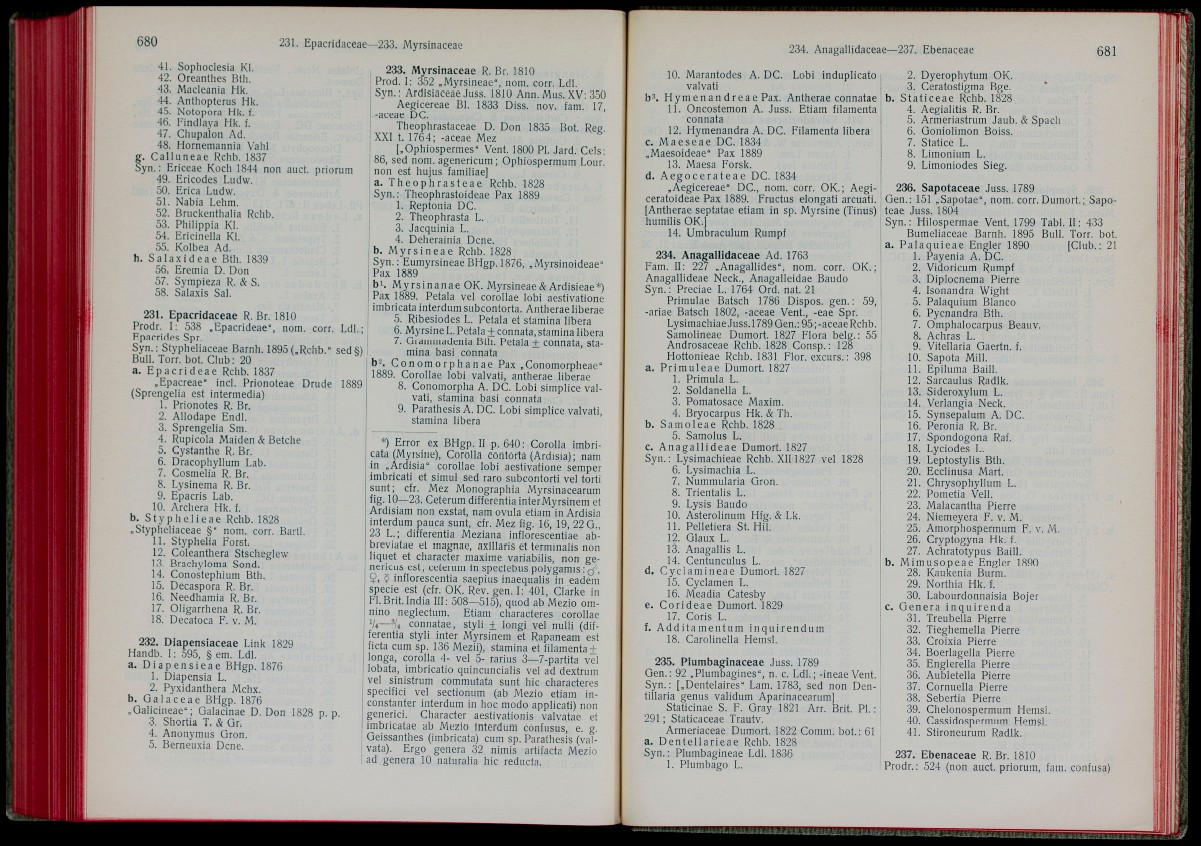 680
231. Epacridaceae—233. Myrsinaceae
41. Sophoclesia Kl.
42. Oreanthes Bth.
43. Macleania Hk.
44. Anthopterus Hk.
45. Notopora Hk. f.
46. Findlaya Hk. f.
47. Chupalon Ad.
48. Hornemannia Vahl
g. Calluneae Rchb. 1837
Syn.: Ericeae Koch 1844 non auct. priorum
49. Ericodes Ludw.
50. Erica Ludw.
51. Nabia Lehm.
52. Bruckenthalia Rchb.
53. Philippia Kl.
54. Ericinella Kl.
55. Kolbea Ad.
h. Salaxideae Bth. 1839
56. Eremia D. Don
57. Sympieza R. & S.
58. Salaxis Sal.
231. Epacridaceae R. Br. 1810
Prodr. I: 538 „Epacrideae“, nom. corr. Ldl.;
Epacrides Spr.
Syn.: Stypheliaceae Barnh. 1895 („Rchb.“ sed §)
Bull. Torr. bot. Club: 20
a. Epacrideae Rchb. 1837
„Epacreae“ incl. Prionoteae Drude 1889
(Sprengelia est intermedia)
1. Prionotes R. Br.
2. Allodape Endl.
3. Sprengelia Sm.
4. Rupicola Maiden & Betche
5. Cystanthe R. Br.
6. Dracophyllum Lab.
7. Cosmelia R. Br.
8. Lysinema R. Br.
9. Epacris Lab.
10. Archera Hk. f.
b. Styphelieae Rchb. 1828
„Stypheliaceae §“ nom. corr. Bartl.
11. Styphelia Forst.
12. Coleanthera Stscheglew
13. Brachyloma Sond.
14. Conostephium Bth.
15. Decaspora R. Br.
16. Needhamia R. Br.
17. Oligarrhena R. Br.
18. Decatoca F. v. M.
232. Diapensiaceae Link 1829
Handb. I: 595, § em. Ldl.
a. Diapensieae BHgp. 1876
1. Diapensia L.
2. Pyxidanthera Mchx.
b. Galaceae BHgp. 1876
„Galicineae“; Galacinae D. Don 1828 p. p.
3. Shortia T. & Gr.
4. Anonymus Gron.
5. Berneuxia Dcne.
233. Myrsinaceae R. Br. 1810
Prod. I: 352 „Myrsineae“, nom. corr. Ldl.
Syn.: Ardisiaceae Juss. 1810 Ann. Mus. XV: 350
Aegicereae Bl. 1833 Diss. nov. fam. 17,
-aceae DC.
Theophrastaceae D. Don 1835 Bot. Reg.
XXI t. 1764; -aceae Mez
[„Ophiospermes“ Vent. 1800 Pl. Jard. Cels:
86, sed nom. agenericum; Ophiospermum Lour.
non est hujus familiae]
a. Theophrasteae Rchb. 1828
Syn.: Theophrastoideae Pax 1889
1. Reptonia DC.
2. Theophrasta L.
3. Jacquinia L.
4. Deherainia Dcne.
b. Myrsineae Rchb. 1828
Syn.: Eumyrsineae BHgp. 1876, „Myrsinoideae“
Pax 1889
b¹. Myrsinanae OK. Myrsineae & Ardisieae*)
Pax 1889. Petala vel corollae lobi aestivatione
imbricata interdum subcontorta. Antherae liberae
5. Ribesiodes L. Petala et stamina libera
6. Myrsine L. Petala ± connata, stamina libera
7. Grammadenia Bth. Petala ± connata, sta-
mina basi connata
b². Conomorphanae Pax „Conomorpheae“
1889. Corollae lobi valvati, antherae liberae
8. Conomorpha A. DC. Lobi simplice val-
vati, stamina basi connata
9. Parathesis A. DC. Lobi simplice valvati,
stamina libera
*) Error ex BHgp. II p. 640: Corolla imbri-
cata (Myrsine), Corolla contorta (Ardisia); nam
in „Ardisia“ corollae lobi aestivatione semper
imbricati et simul sed raro subcontorti vel torti
sunt; cfr. Mez Monographia Myrsinacearum
fig. 10—23. Ceterum differentia inter Myrsinem et
Ardisiam non exstat, nam ovula etiam in Ardisia
interdum pauca sunt, cfr. Mez fig. 16, 19, 22 G.,
23 L.; differentia Meziana inflorescentiae ab-
breviatae et magnae, axillaris et terminalis non
liquet et character maxime variabilis, non ge-
nericus est, ceterum in speciebus polygamis: ♂,
♀, ☿ inflorescentia saepius inaequalis in eadem
specie est (cfr. OK. Rev. gen. I: 401, Clarke in
Fl. Brit. India III: 508—515), quod ab Mezio om-
nino neglectum. Etiam characteres corollae
¹/₄—³/₄ connatae, styli ± longi vel nulli (dif-
ferentia styli inter Myrsinem et Rapaneam est
ficta cum sp. 136 Mezii), stamina et filamenta ±
longa, corolla 4- vel 5- rarius 3—7-partita vel
lobata, imbricatio quincuncialis vel ad dextrum
vel sinistrum commutata sunt hic characteres
specifici vel sectionum (ab Mezio etiam in-
constanter interdum in hoc modo applicati) non
generici. Character aestivationis valvatae et
imbricatae ab Mezio interdum confusus, e. g.
Geissanthes (imbricata) cum sp. Parathesis (val-
vata). Ergo genera 32 nimis artifacta Mezio
ad genera 10 naturalia hic reducta.
234. Anagallidaceae—237. Ebenaceae
681
10. Marantodes A. DC. Lobi induplicato
valvati
b³. Hymenandreae Pax. Antherae connatae
11. Oncostemon A. Juss. Etiam filamenta
connata
12. Hymenandra A. DC. Filamenta libera
c. Maeseae DC. 1834
„Maesoideae“ Pax 1889
13. Maesa Forsk.
d. Aegocerateae DC. 1834
„Aegicereae“ DC., nom. corr. OK.; Aegi-
ceratoideae Pax 1889. Fructus elongati arcuati.
[Antherae septatae etiam in sp. Myrsine (Tinus)
humilis OK.]
14. Umbraculum Rumpf
234. Anagallidaceae Ad. 1763
Fam. II: 227 „Anagallides“, nom. corr. OK.;
Anagallideae Neck., Anagalleidae Baudo
Syn.: Preciae L. 1764 Ord. nat. 21
Primulae Batsch 1786 Dispos. gen.: 59,
-ariae Batsch 1802, -aceae Vent., -eae Spr.
Lysimachiae Juss. 1789 Gen.: 95; -aceae Rchb.
Samolineae Dumort. 1827 Flora belg.: 55
Androsaceae Rchb. 1828 Consp.: 128
Hottonieae Rchb. 1831 Flor. excurs.: 398
a. Primuleae Dumort. 1827
1. Primula L.
2. Soldanella L.
3. Pomatosace Maxim.
4. Bryocarpus Hk. & Th.
b. Samoleae Rchb. 1828
5. Samolus L.
c. Anagallideae Dumort. 1827
Syn.: Lysimachieae Rchb. XII 1827 vel 1828
6. Lysimachia L.
7. Nummularia Gron.
8. Trientalis L.
9. Lysis Baudo
10. Asterolinum Hfg. & Lk.
11. Pelletiera St. Hil.
12. Glaux L.
13. Anagallis L.
14. Centunculus L.
d. Cyclamineae Dumort. 1827
15. Cyclamen L.
16. Meadia Catesby
e. Corideae Dumort. 1829
17. Coris L.
f. Additamentum inquirendum
18. Carolinella Hemsl.
235. Plumbaginaceae Juss. 1789
Gen.: 92 „Plumbagines“, n. c. Ldl.; -ineae Vent.
Syn.: [„Dentelaires“ Lam. 1783, sed non Den-
tillaria genus validum Aparinacearum]
Staticinae S. F. Gray 1821 Arr. Brit. Pl.:
291; Staticaceae Trautv.
Armeriaceae Dumort. 1822 Comm. bot.: 61
a. Dentellarieae Rchb. 1828
Syn.: Plumbagineae Ldl. 1836
1. Plumbago L.
2. Dyerophytum OK.
3. Ceratostigma Bge.
b. Staticeae Rchb. 1828
4. Aegialitis R. Br.
5. Armeriastrum Jaub. & Spach
6. Goniolimon Boiss.
7. Statice L.
8. Limonium L.
9. Limoniodes Sieg.
236. Sapotaceae Juss. 1789
Gen.: 151 „Sapotae“, nom. corr. Dumort.; Sapo-
teae Juss. 1804
Syn.: Hilospermae Vent. 1799 Tabl. II: 433
Bumeliaceae Barnh. 1895 Bull. Torr. bot.
a. Palaquieae Engler 1890 [Club.: 21
1. Payenia A. DC.
2. Vidoricum Rumpf
3. Diplocnema Pierre
4. Isonandra Wight
5. Palaquium Blanco
6. Pycnandra Bth.
7. Omphalocarpus Beauv.
8. Achras L.
9. Vitellaria Gaertn. f.
10. Sapota Mill.
11. Epiluma Baill.
12. Sarcaulus Radlk.
13. Sideroxylum L.
14. Verlangia Neck.
15. Synsepalum A. DC.
16. Peronia R. Br.
17. Spondogona Raf.
18. Lyciodes L.
19. Leptostylis Bth.
20. Ecclinusa Mart.
21. Chrysophyllum L.
22. Pometia Vell.
23. Malacantha Pierre
24. Niemeyera F. v. M.
25. Amorphospermum F. v. M.
26. Cryptogyna Hk. f.
27. Achratotypus Baill.
b. Mimusopeae Engler 1890
28. Kaukenia Burm.
29. Northia Hk. f.
30. Labourdonnaisia Bojer
c. Genera inquirenda
31. Treubella Pierre
32. Tieghemella Pierre
33. Croixia Pierre
34. Boerlagella Pierre
35. Englerella Pierre
36. Aubletella Pierre
37. Cornuella Pierre
38. Sebertia Pierre
39. Chelonospermum Hemsl.
40. Cassidospermum Hemsl.
41. Stironeurum Radlk.
237. Ebenaceae R. Br. 1810
Prodr.: 524 (non auct. priorum, fam. confusa)